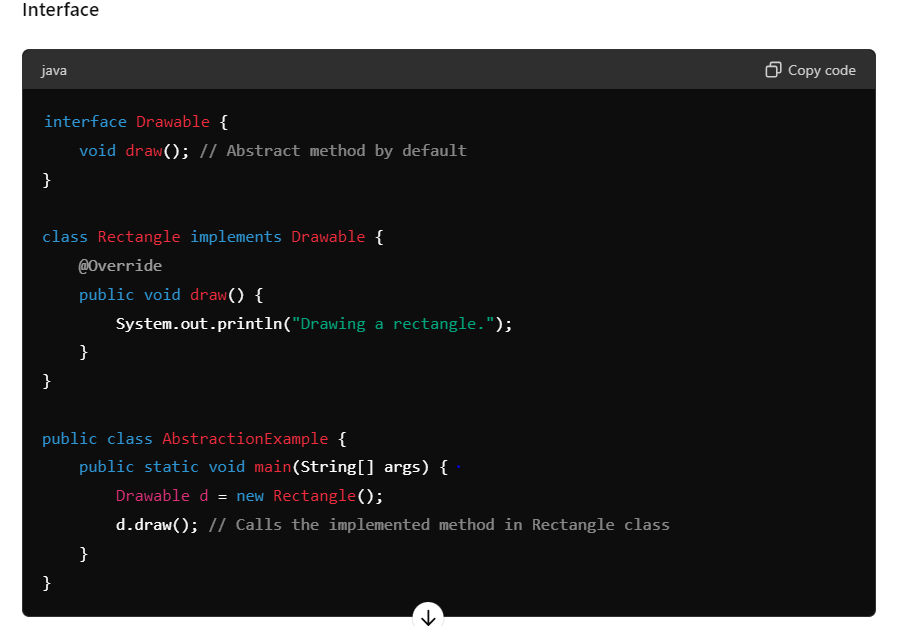 Interface
java
Copy code
interface Drawable {
    void draw(); // Abstract method by default
}
class Rectangle implements Drawable {
    @Override
    public void draw() {
        System.out.println("Drawing a rectangle.");
    }
}
public class AbstractionExample {
    public static void main(String[] args) {
        Drawable d = new Rectangle();
        d.draw(); // Calls the implemented method in Rectangle class
    }
}